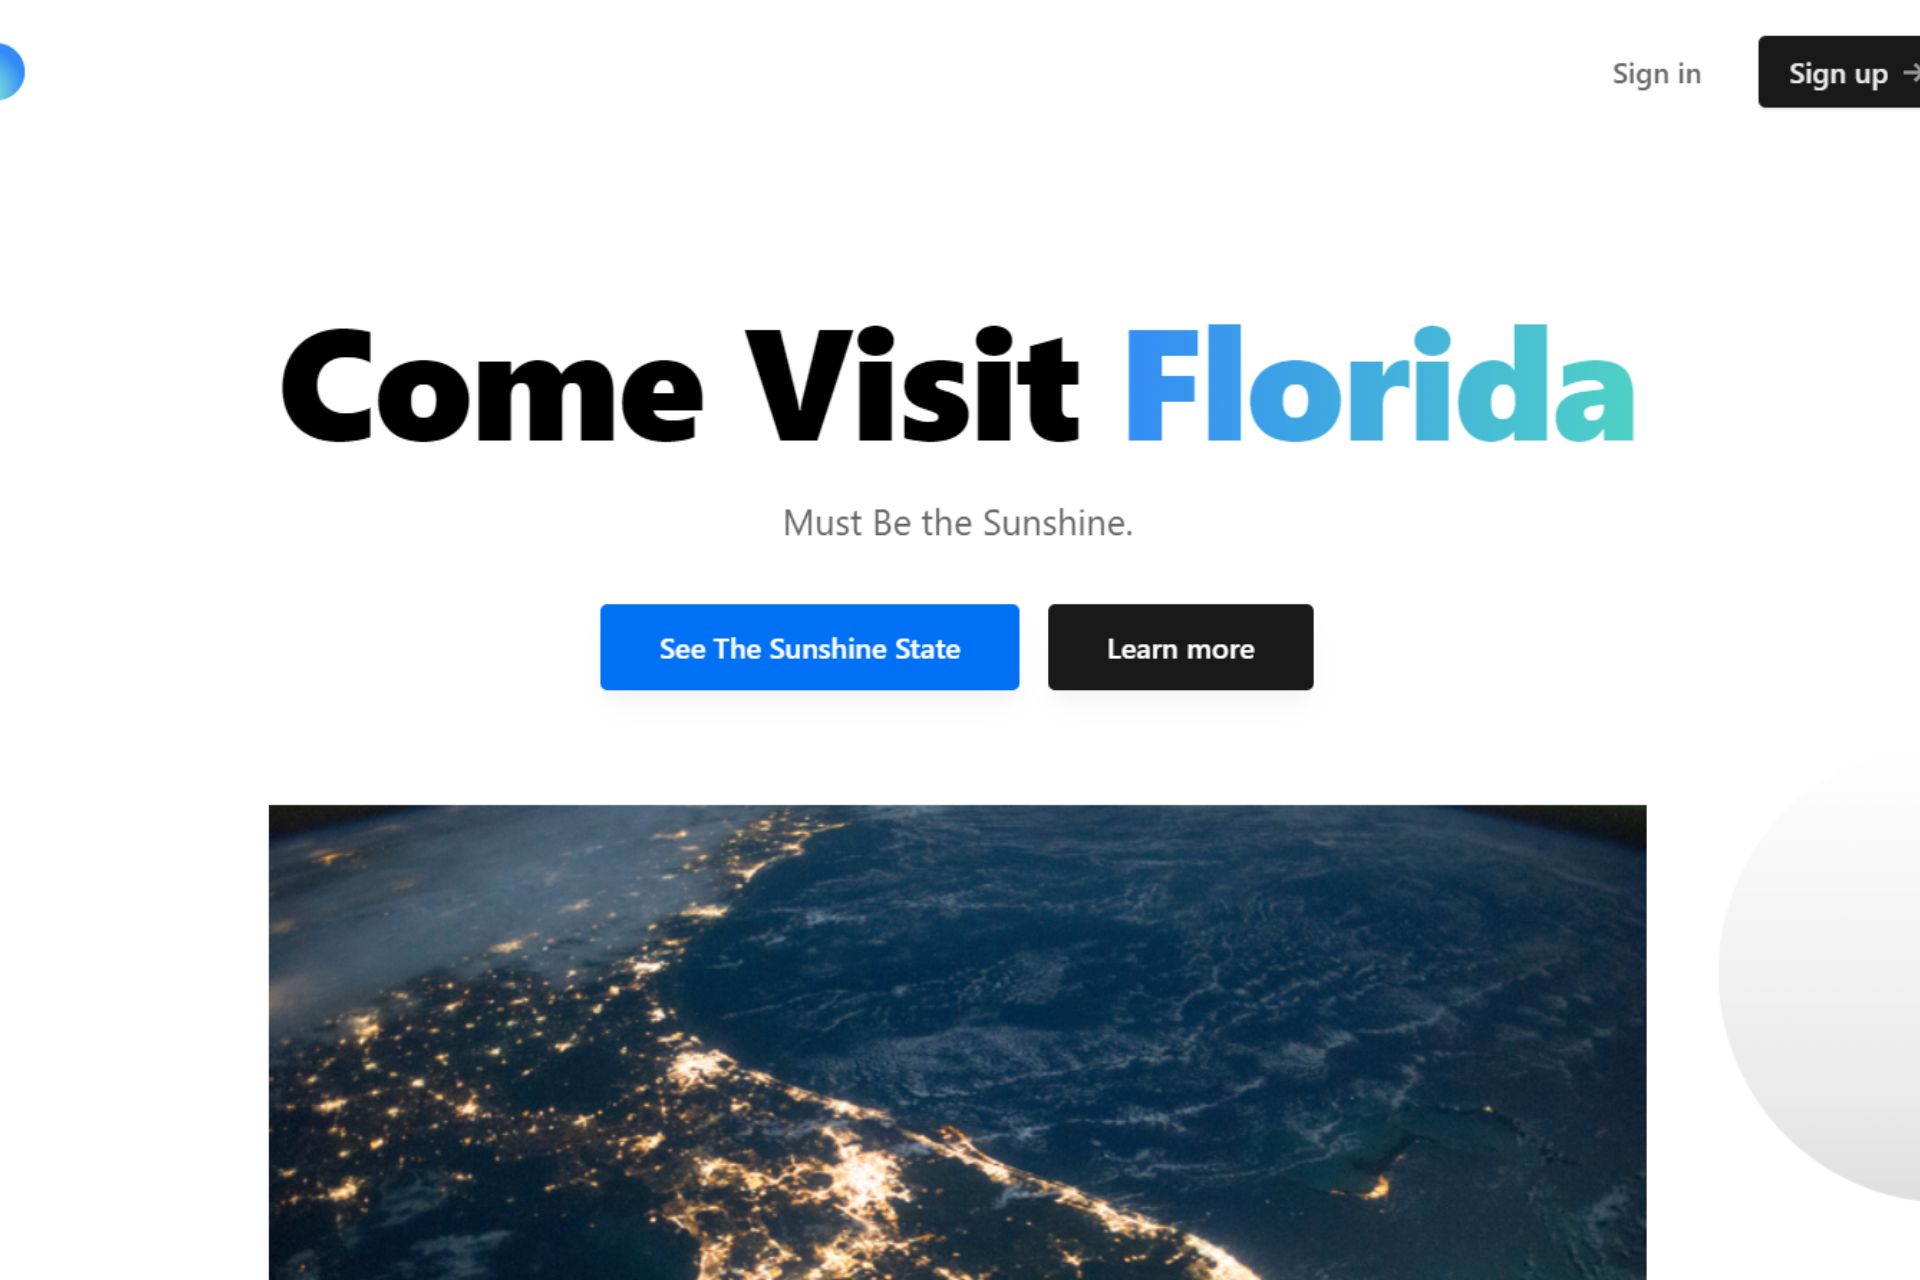 Sign in
Sign up
Come Visit Florida
Must Be the Sunshine.
See The Sunshine State
Learn more